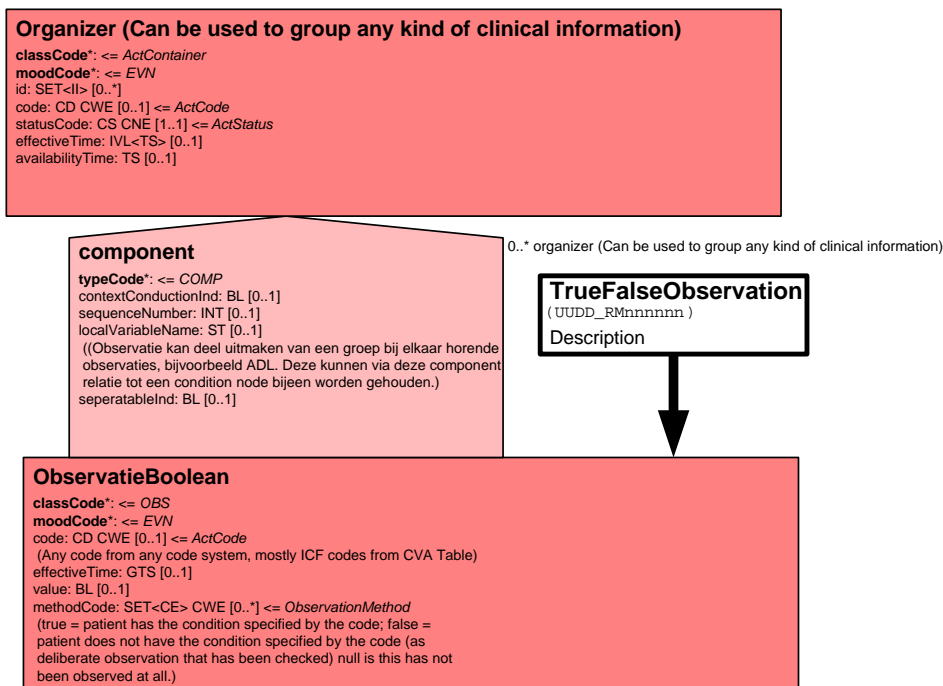 Organizer (Can be used to group any kind of clinical information)
classCode*: <= ActContainer
moodCode*: <= EVN
id: SET<II> [0..*]
code: CD CWE [0..1] <= ActCode
statusCode: CS CNE [1..1] <= ActStatus
effectiveTime: IVL<TS> [0..1]
availabilityTime: TS [0..1]
0..* organizer (Can be used to group any kind of clinical information)
component
typeCode*: <= COMP
contextConductionInd: BL [0..1]
sequenceNumber: INT [0..1]
localVariableName: ST [0..1]
((Observatie kan deel uitmaken van een groep bij elkaar horende
observaties, bijvoorbeeld ADL. Deze kunnen via deze component
relatie tot een condition node bijeen worden gehouden.)
seperatableInd: BL [0..1]
TrueFalseObservation
(UUDD_RMnnnnnn)
Description
ObservatieBoolean
classCode*: <= OBS
moodCode*: <= EVN
code: CD CWE [0..1] <= ActCode
(Any code from any code system, mostly ICF codes from CVA Table)
effectiveTime: GTS [0..1]
value: BL [0..1]
methodCode: SET<CE> CWE [0..*] <= ObservationMethod
(true = patient has the condition specified by the code; false =
patient does not have the condition specified by the code (as
deliberate observation that has been checked) null is this has not
been observed at all.)